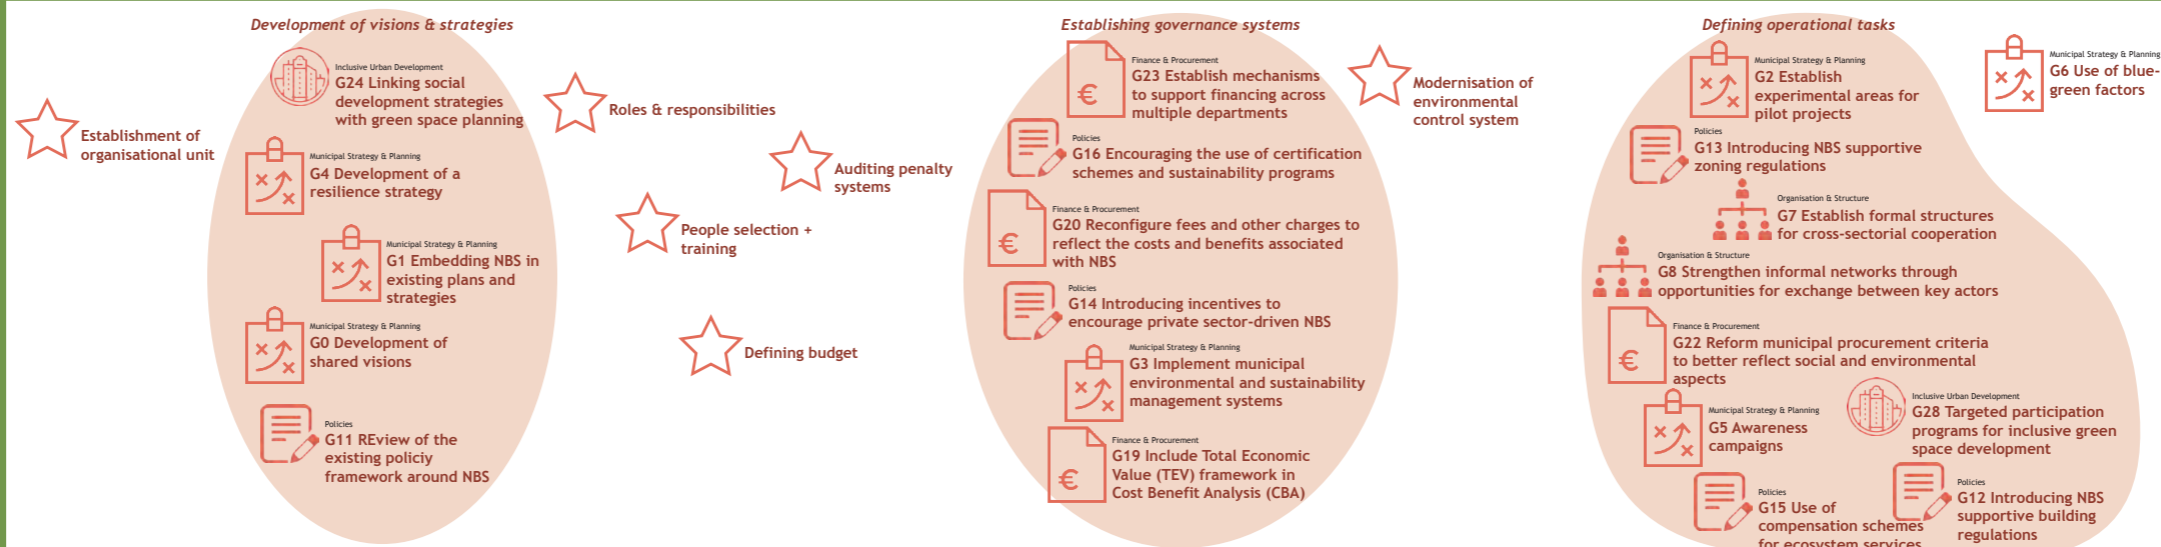 Development of visions & strategies
Inclusive Urban Development
G24 Linking social
development strategies
with green space planning
Establishment of
organisational unit
Municipal Strategy & Planning
G4 Development of a
resilience strategy
Municipal Strategy & Planning
G1 Embedding NBS in
existing plans and
strategies
Municipal Strategy & Planning
G0 Development of
shared visions
Policies
G11 REview of the
existing policiy
framework around NBS
Roles & responsibilities
Auditing penalty
systems
People selection +
training
Defining budget
Establishing governance systems
Finance & Procurement
G23 Establish mechanisms
to support financing across
multiple departments
Policies
G16 Encouraging the use of certification
schemes and sustainability programs
Finance & Procurement
G20 Reconfigure fees and other charges to
reflect the costs and benefits associated
with NBS
Policies
G14 Introducing incentives to
encourage private sector-driven NBS
Municipal Strategy & Planning
G3 Implement municipal
environmental and sustainability
management systems
Finance & Procurement
G19 Include Total Economic
Value (TEV) framework in
Cost Benefit Analysis (CBA)
Modernisation of
environmental
control system
Defining operational tasks
Municipal Strategy & Planning
G2 Establish
experimental areas for
pilot projects
Municipal Strategy & Planning
G6 Use of blue-
green factors
Policies
G13 Introducing NBS supportive
zoning regulations
Organisation & Structure
G7 Establish formal structures
for cross-sectorial cooperation
Organisation & Structure
G8 Strengthen informal networks through
opportunities for exchange between key actors
Finance & Procurement
G22 Reform municipal procurement criteria
to better reflect social and environmental
aspects
Municipal Strategy & Planning
G5 Awareness
campaigns
Inclusive Urban Development
G28 Targeted participation
programs for inclusive green
space development
Policies
G15 Use of
compensation schemes
for ecosystem services
Policies
G12 Introducing NBS
supportive building
regulations